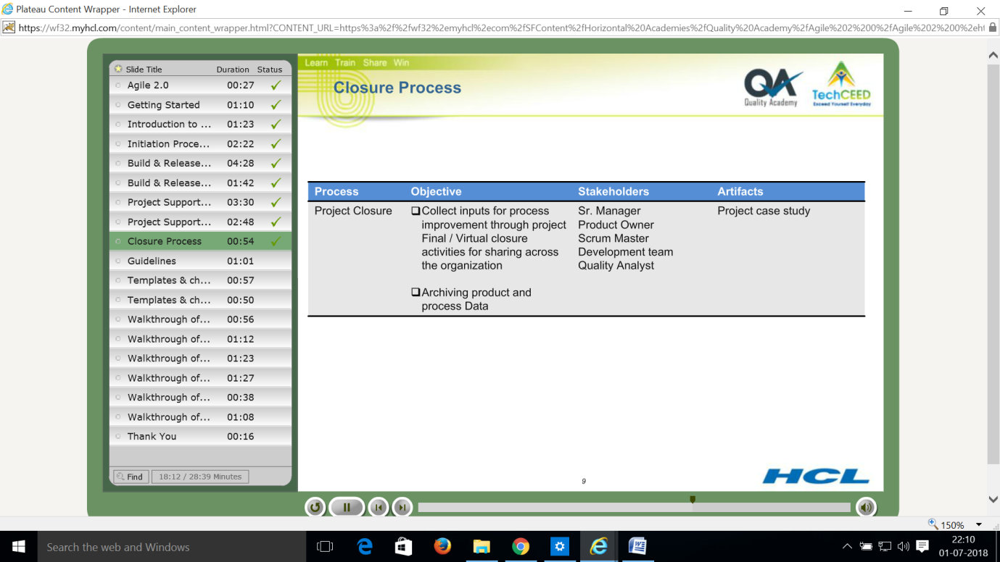 Plateau Content Wrapper - Internet Explorer
https://wf32.myhcl.com/content/main_content_wrapper.html?CONTENT_URL=https%3a%2f%2fwf32%2emyhcl%2ecom%2fSFContent%2fHorizontal%20Academies%2fQuality%20Academy%2fAgile%202%200%2fAgile%202%200%2eht
Slide Title Duration Status
Agile 2.0 00:27
Getting Started 01:10
Introduction to ... 01:23
Initiation Proce... 02:22
Build & Release... 04:28
Build & Release... 01:42
Project Support... 03:30
Project Support... 02:48
Closure Process 00:54
Guidelines 01:01
Templates & ch... 00:57
Templates & ch... 00:50
Walkthrough of... 00:56
Walkthrough of... 01:12
Walkthrough of... 01:23
Walkthrough of... 01:27
Walkthrough of... 00:38
Walkthrough of... 01:08
Thank You 00:16
Find 18:12 / 28:39 Minutes
Learn Train Share Win
Closure Process
QA
Quality Academy
TechCEED
Exceed Yourself Everyday
Process Objective Stakeholders Artifacts
Project Closure Collect inputs for process Sr. Manager Project case study
improvement through project Product Owner
Final / Virtual closure Scrum Master
activities for sharing across Development team
the organization Quality Analyst
Archiving product and
process Data
9
HCL
150%
Search the web and Windows
22:10
01-07-2018